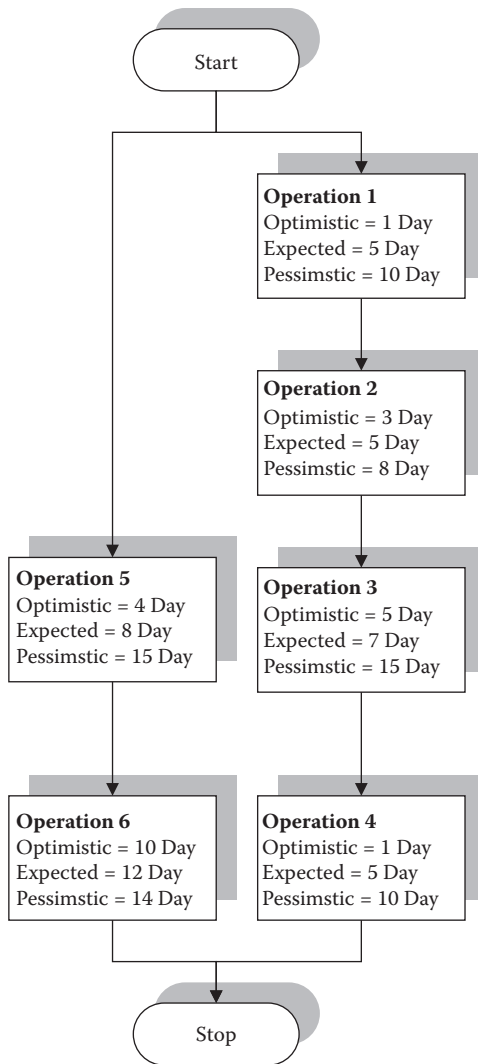 Start
Operation 1
Optimistic = 1 Day
Expected = 5 Day
Pessimstic = 10 Day
Operation 2
Optimistic = 3 Day
Expected = 5 Day
Pessimstic = 8 Day
Operation 5
Optimistic = 4 Day
Expected = 8 Day
Pessimstic = 15 Day
Operation 3
Optimistic = 5 Day
Expected = 7 Day
Pessimstic = 15 Day
Operation 6
Optimistic = 10 Day
Expected = 12 Day
Pessimstic = 14 Day
Operation 4
Optimistic = 1 Day
Expected = 5 Day
Pessimstic = 10 Day
Stop